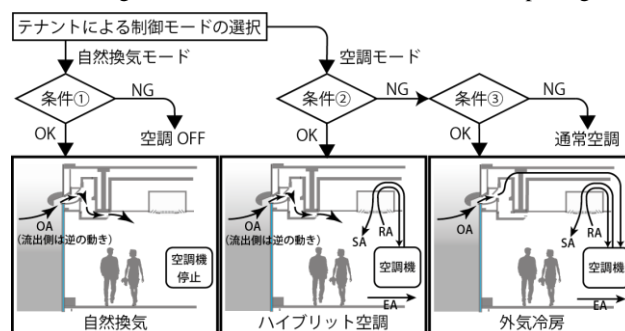 テナントによる制御モードの選択
自然換気モード
空調モード
条件①
NG
条件②
NG
条件③
NG
OK
空調 OFF
OK
OK
通常空調
OA
(流出側は逆の動き)
空調機
停止
自然換気
OA
(流出側は逆の動き)
SA
RA
空調機
EA
ハイブリット空調
OA
SA
RA
空調機
EA
外気冷房